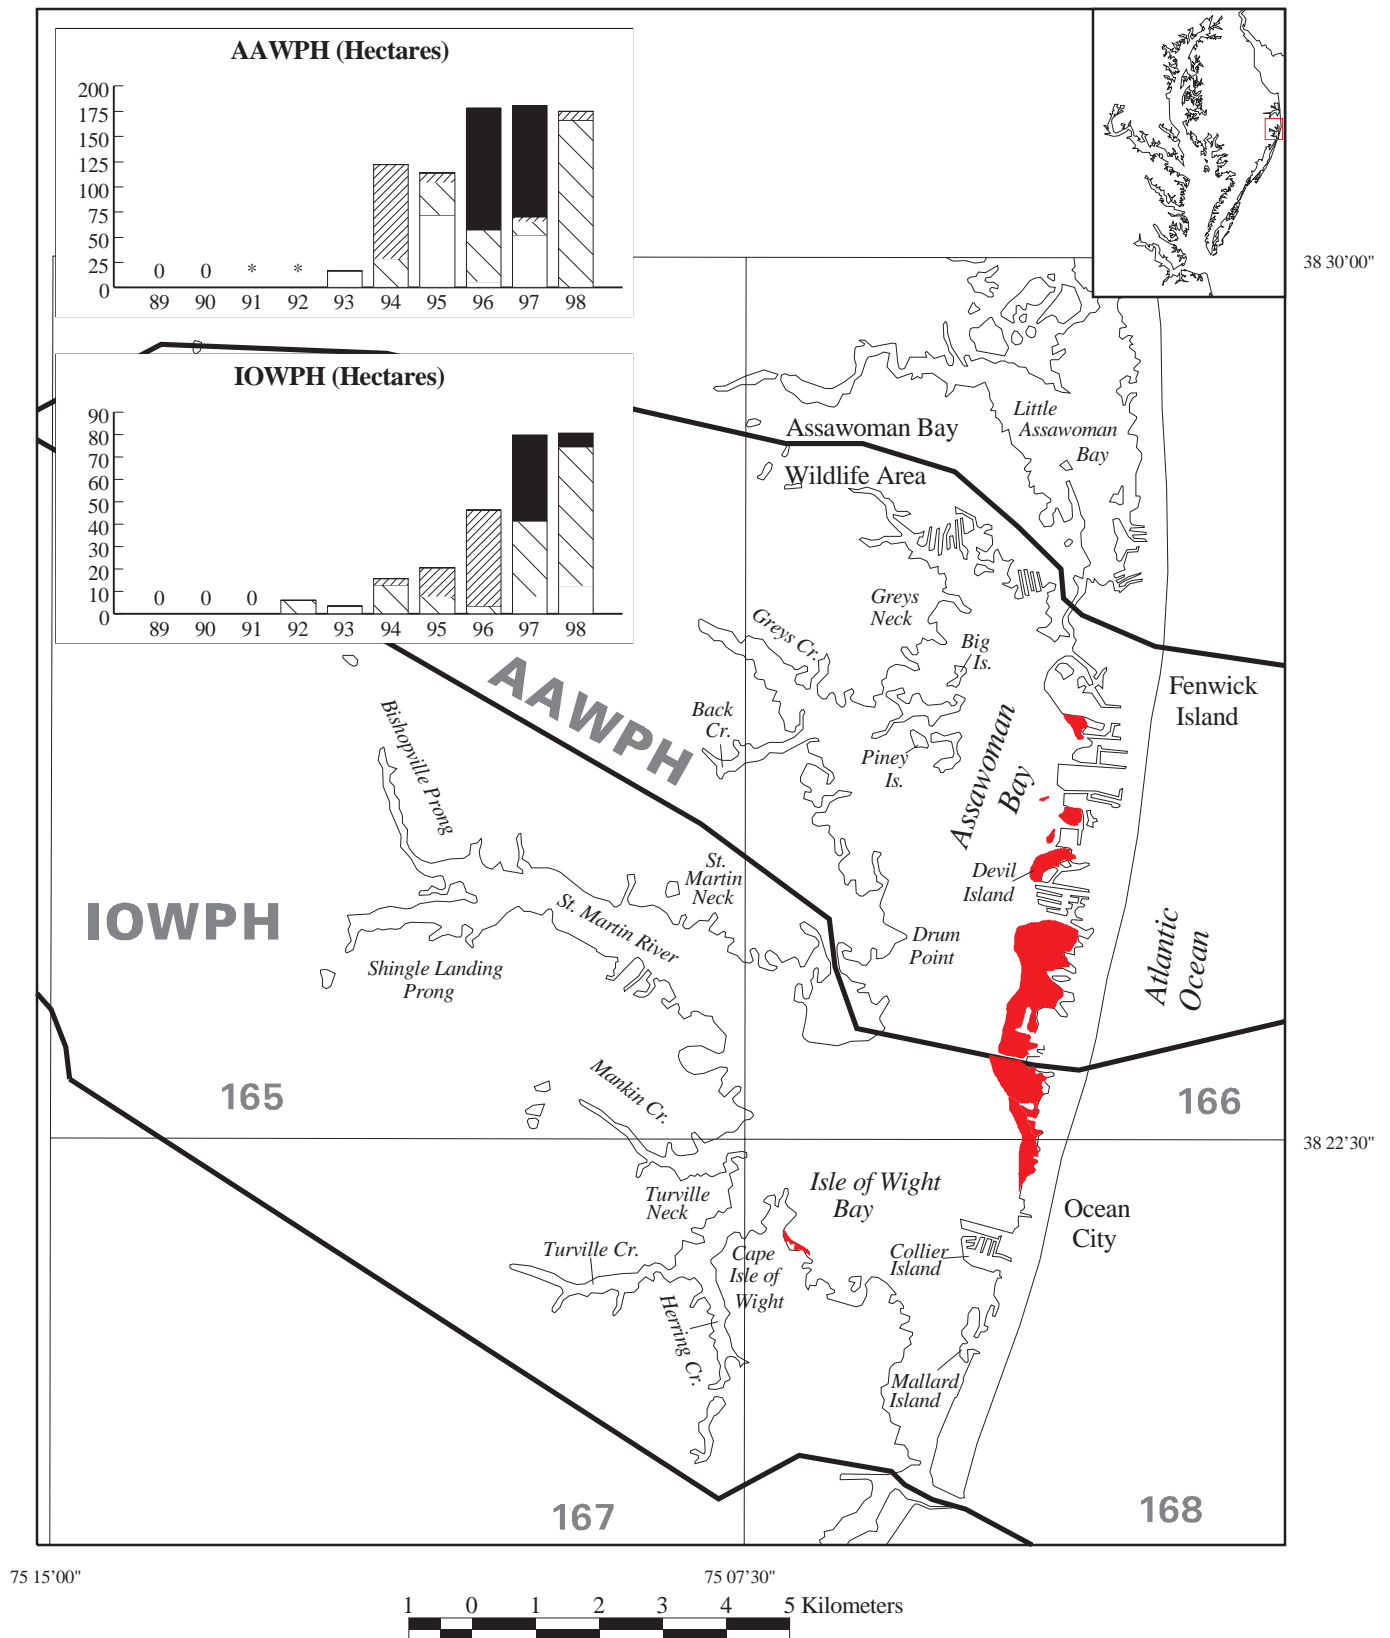 AAWPH (Hectares)
200
175
150
125
100
75
50
25
0
0 0 * *
89 90 91 92 93 94 95 96 97 98
IOWPH (Hectares)
90
80
70
60
50
40
30
20
10
0
0 0 0
89 90 91 92 93 94 95 96 97 98
38 30'00"
Little
Assawoman
Bay
Assawoman Bay
Wildlife Area
Greys
Neck
Greys Cr.
Big
Is.
Fenwick
Island
AAWPH
Back
Cr.
Piney
Is.
Assawoman
Bay
Bishopville Prong
St.
Martin
Neck
Devil
Island
IOWPH
St. Martin River
Drum
Point
Atlantic
Ocean
Shingle Landing
Prong
165
Mankin Cr.
166
38 22'30"
Isle of Wight
Bay
Turville
Neck
Ocean
City
Turville Cr.
Cape
Isle of
Wight
Collier
Island
Herring Cr.
Mallard
Island
167
168
75 15'00"
75 07'30"
1 0 1 2 3 4 5 Kilometers